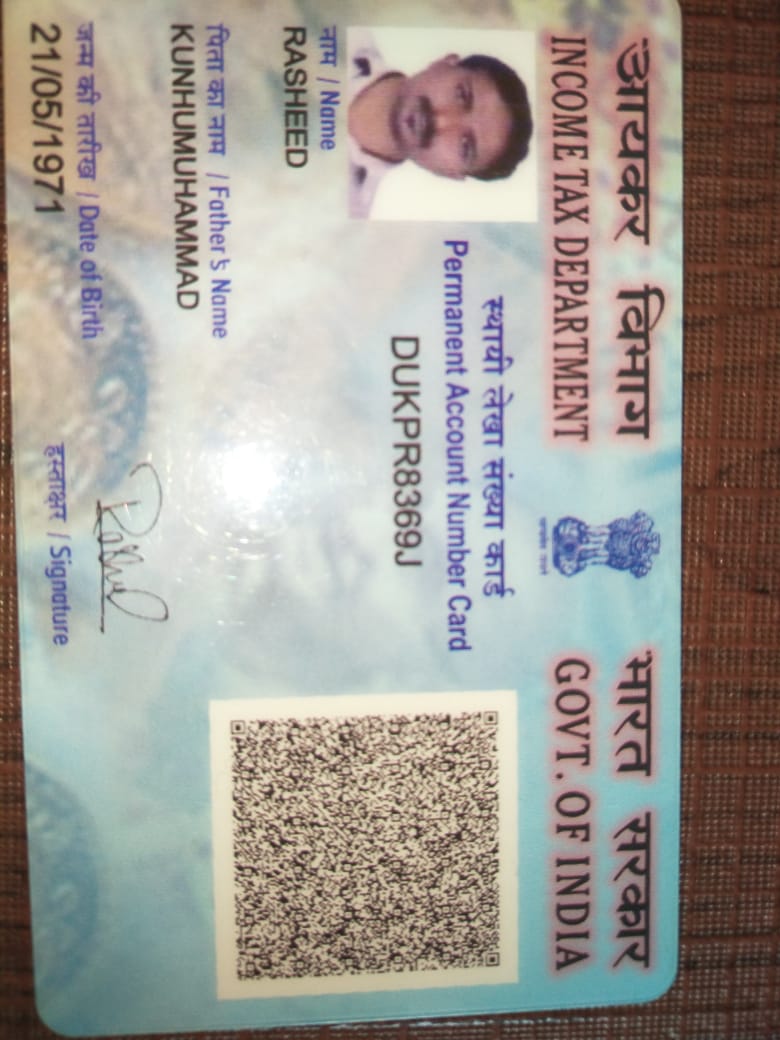 आयकर विभाग
INCOME TAX DEPARTMENT
भारत सरकार
GOVT. OF INDIA
स्थायी लेखा संख्या कार्ड
Permanent Account Number Card
DUKPR8369J
नाम / Name
RASHEED
पिता का नाम / Father's Name
KUNHUMUHAMMAD
जन्म की तारीख / Date of Birth
21/05/1971
हस्ताक्षर / Signature